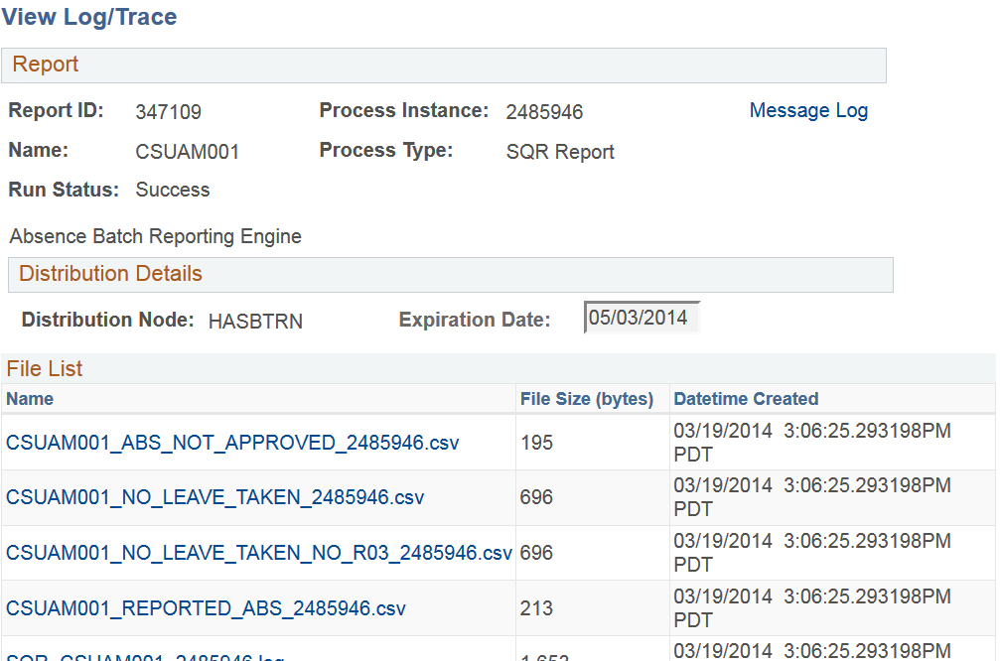 View Log/Trace
Report
Report ID: 347109 Process Instance: 2485946 Message Log
Name: CSUAM001 Process Type: SQR Report
Run Status: Success
Absence Batch Reporting Engine
Distribution Details
Distribution Node: HASBTRN Expiration Date: 05/03/2014
File List
Name File Size (bytes) Datetime Created
CSUAM001_ABS_NOT_APPROVED_2485946.csv 195 03/19/2014 3:06:25.293198PM
PDT
CSUAM001_NO_LEAVE_TAKEN_2485946.csv 696 03/19/2014 3:06:25.293198PM
PDT
CSUAM001_NO_LEAVE_TAKEN_NO_R03_2485946.csv 696 03/19/2014 3:06:25.293198PM
PDT
CSUAM001_REPORTED_ABS_2485946.csv 213 03/19/2014 3:06:25.293198PM
PDT
SQR_CSUAM001_2485946.log 1,653 03/19/2014 3:06:25.293198PM